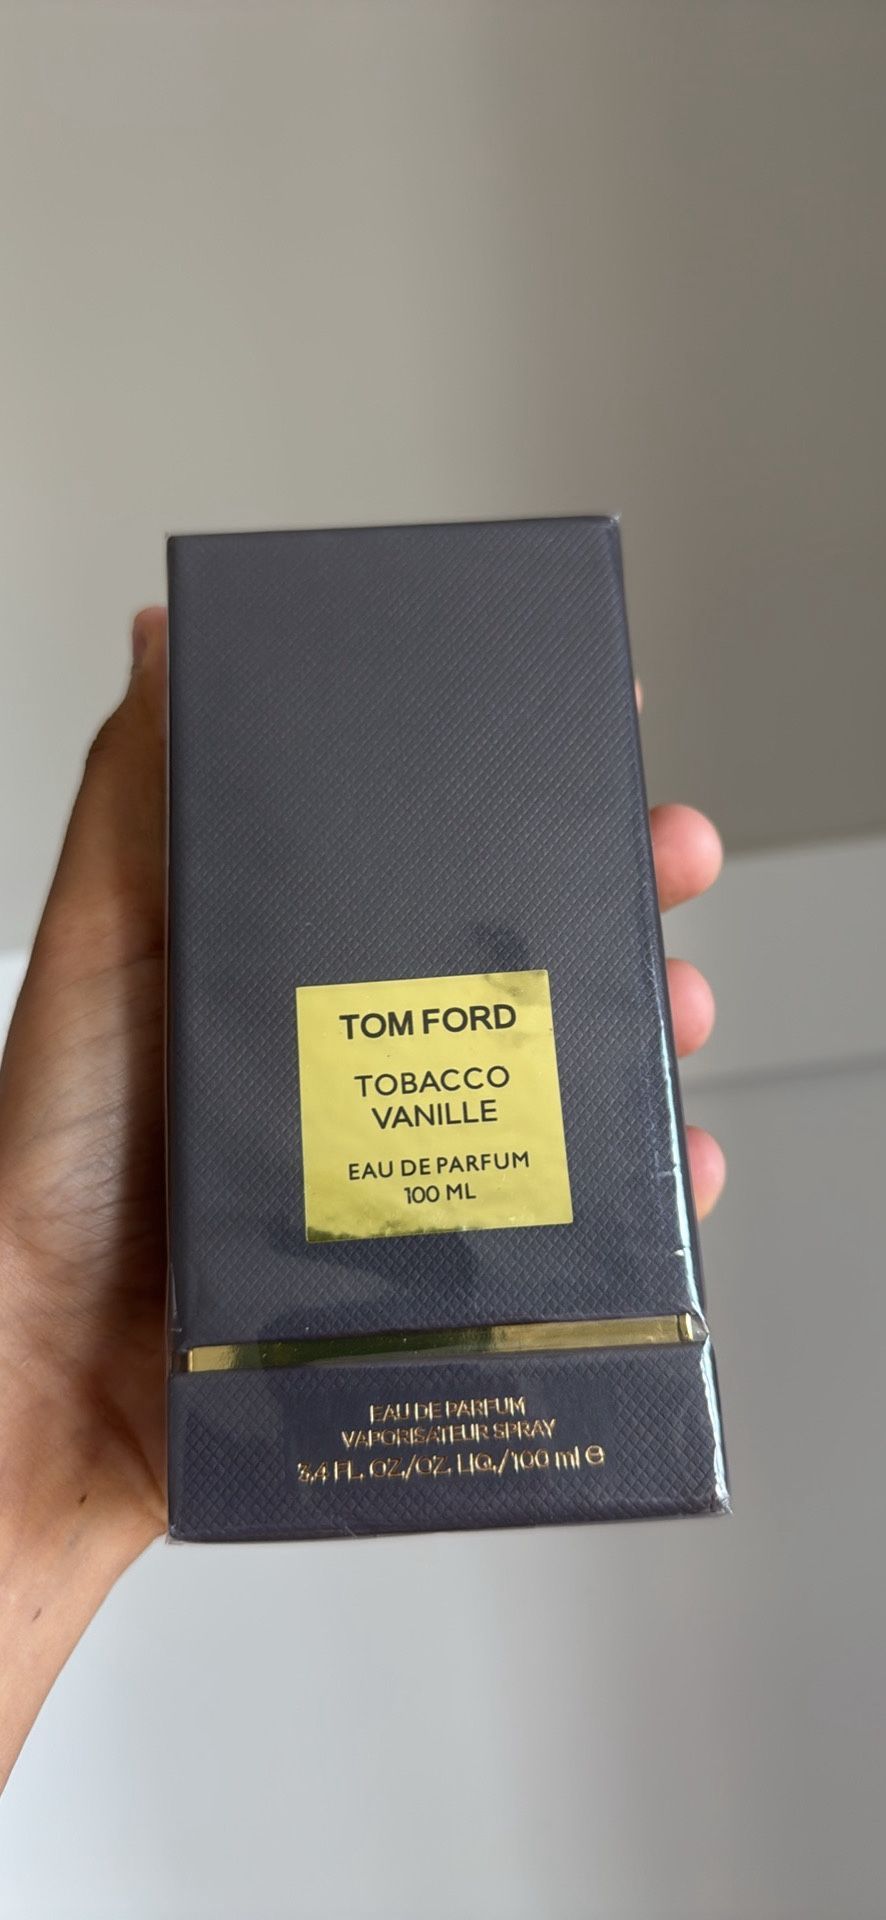 TOM FORD
TOBACCO
VANILLE
EAU DE PARFUM
100 ML
EAU DE PARFUM
VAPORISATEUR SPRAY
3,4 FL. OZ./OZ. LIQ./100 ml ℮